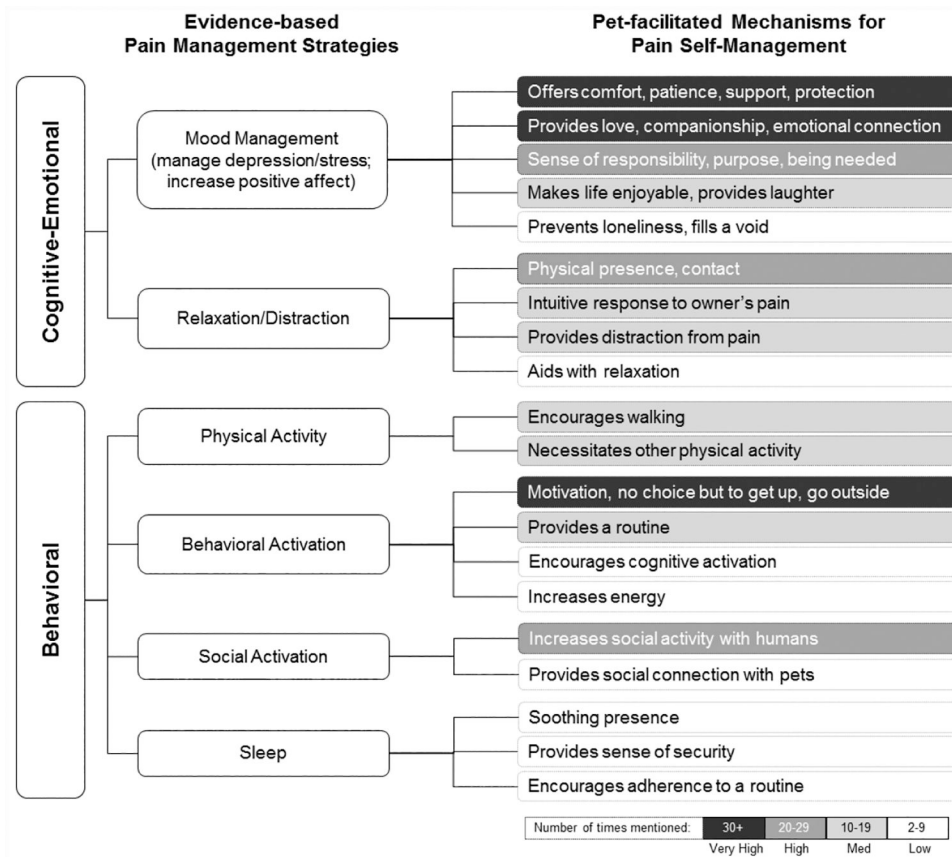 Evidence-based
Pain Management Strategies
Pet-facilitated Mechanisms for
Pain Self-Management
Cognitive-Emotional
Mood Management
(manage depression/stress;
increase positive affect)
Offers comfort, patience, support, protection
Provides love, companionship, emotional connection
Sense of responsibility, purpose, being needed
Makes life enjoyable, provides laughter
Prevents loneliness, fills a void
Relaxation/Distraction
Physical presence, contact
Intuitive response to owner's pain
Provides distraction from pain
Aids with relaxation
Behavioral
Physical Activity
Encourages walking
Necessitates other physical activity
Behavioral Activation
Motivation, no choice but to get up, go outside
Provides a routine
Encourages cognitive activation
Increases energy
Social Activation
Increases social activity with humans
Provides social connection with pets
Sleep
Soothing presence
Provides sense of security
Encourages adherence to a routine
Number of times mentioned: 30+ 20-29 10-19 2-9
Very High High Med Low